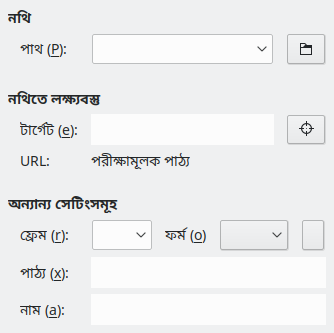 নথি
পাথ (P):
নথিতে লক্ষ্যবস্তু
টার্গেট (e):
URL: পরীক্ষামূলক পাঠ্য
অন্যান্য সেটিংসমূহ
ফ্রেম (r): ফর্ম (o)
পাঠ্য (x):
নাম (a):